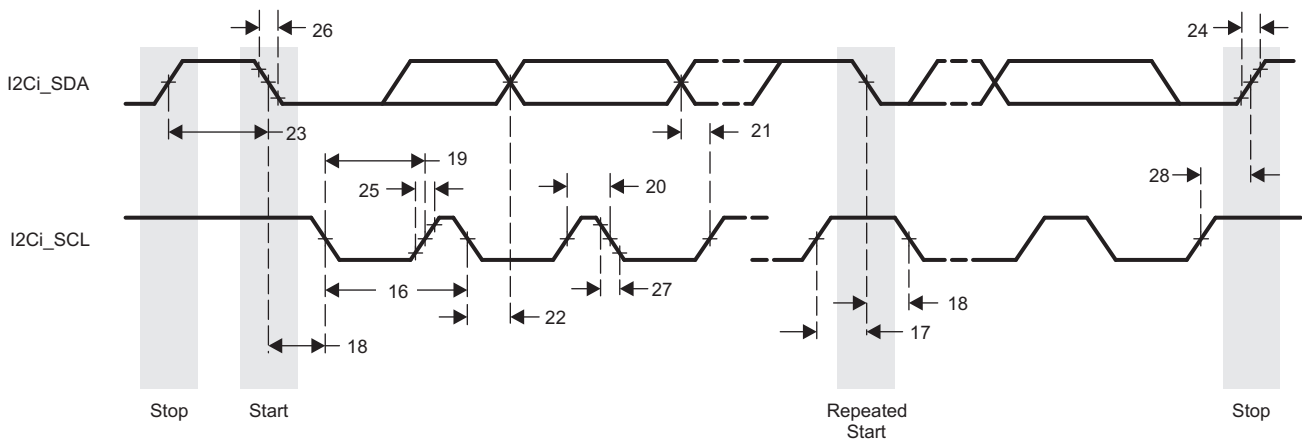 26
24
I2Ci_SDA
23
21
19
25
20
28
I2Ci_SCL
16
27
18
22
17
18
Stop
Start
Repeated
Start
Stop